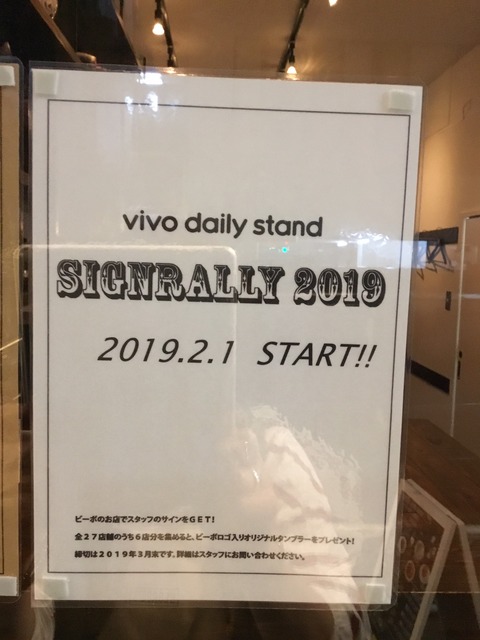 vivo daily stand
SIGNRALLY 2019
2019.2.1 START!!
ビーボのお店でスタッフのサインをGET!
全27店舗のうち6店分を集めると、ビーボロゴ入りオリジナルタンブラーをプレゼント!
締切は2019年3月末です。詳細はスタッフにお問い合わせください。